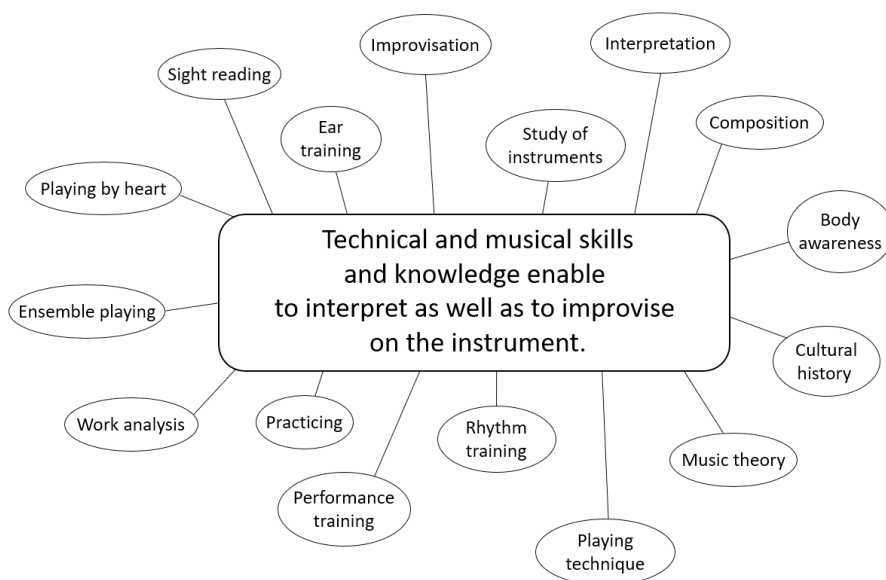 Improvisation
Interpretation
Sight reading
Ear
training
Study of
instruments
Composition
Playing by heart
Body
awareness
Technical and musical skills
and knowledge enable
to interpret as well as to improvise
on the instrument.
Ensemble playing
Cultural
history
Work analysis
Practicing
Rhythm
training
Music theory
Performance
training
Playing
technique